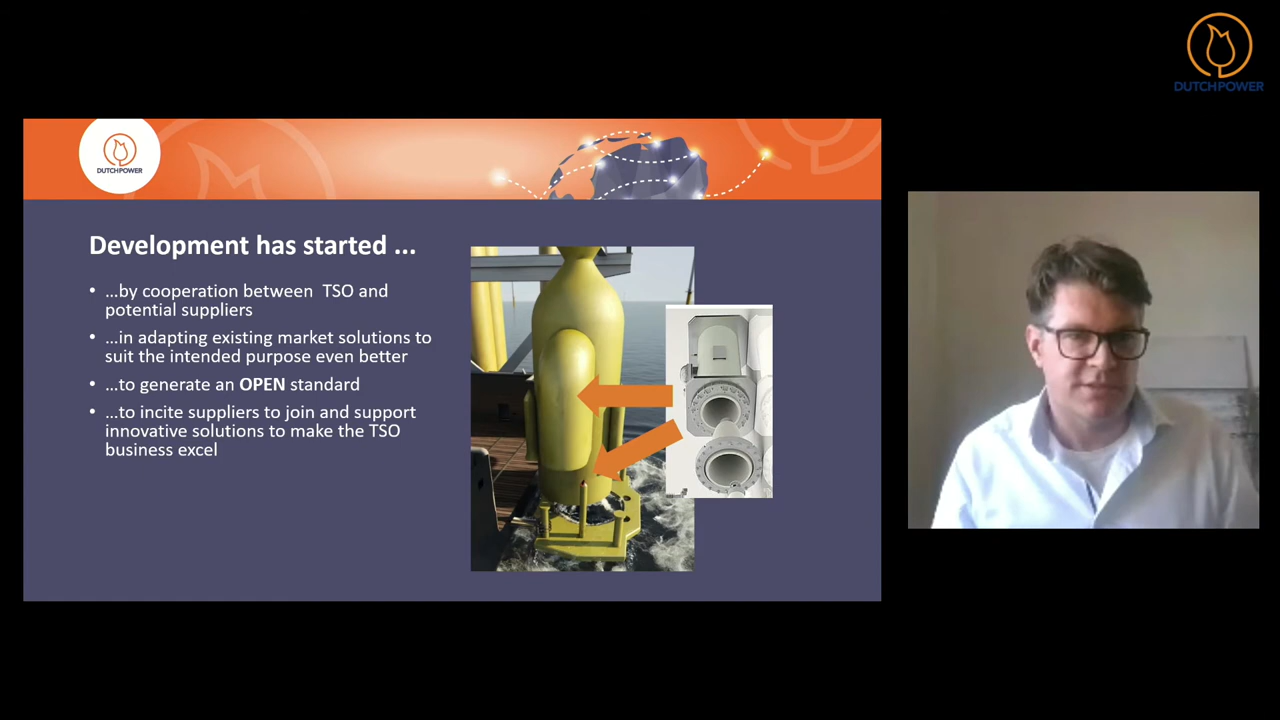 DUTCHPOWER
DUTCHPOWER
Development has started ...
• ...by cooperation between TSO and
potential suppliers
• ...in adapting existing market solutions to
suit the intended purpose even better
• ...to generate an OPEN standard
• ...to incite suppliers to join and support
innovative solutions to make the TSO
business excel